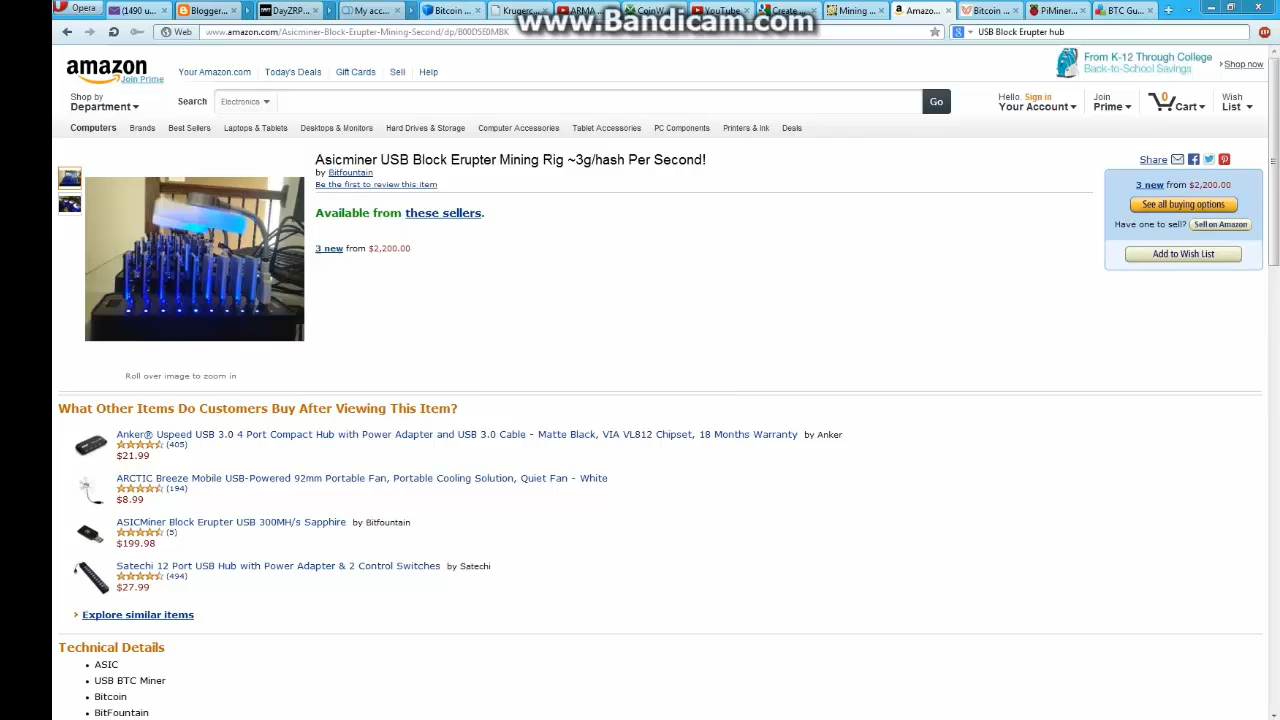 Opera
(1490 u...
Blogger...
DayZRP...
My acc...
Bitcoin ...
Kruger...
ARMA ...
CoinW...
YouTube
Create...
Mining ...
Amazo...
Bitcoin ...
PiMiner...
BTC Gu...
www.Bandicam.com
Web
www.amazon.com/Asicminer-Block-Erupter-Mining-Second/dp/B00D5E0MBK
USB Block Erupter hub
amazon
Join Prime
Your Amazon.com
Today's Deals
Gift Cards
Sell
Help
From K-12 Through College
Back-to-School Savings
Shop now
Shop by
Department
Search
Electronics
Go
Hello. Sign in
Your Account
Join
Prime
0
Cart
Wish
List
Computers
Brands
Best Sellers
Laptops & Tablets
Desktops & Monitors
Hard Drives & Storage
Computer Accessories
Tablet Accessories
PC Components
Printers & Ink
Deals
Asicminer USB Block Erupter Mining Rig ~3g/hash Per Second!
by Bitfountain
Be the first to review this item
Available from these sellers.
3 new from $2,200.00
Share
3 new from $2,200.00
See all buying options
Have one to sell? Sell on Amazon
Add to Wish List
Roll over image to zoom in
What Other Items Do Customers Buy After Viewing This Item?
Anker® Uspeed USB 3.0 4 Port Compact Hub with Power Adapter and USB 3.0 Cable - Matte Black, VIA VL812 Chipset, 18 Months Warranty by Anker
(405)
$21.99
ARCTIC Breeze Mobile USB-Powered 92mm Portable Fan, Portable Cooling Solution, Quiet Fan - White
(194)
$8.99
ASICMiner Block Erupter USB 300MH/s Sapphire by Bitfountain
(5)
$199.98
Satechi 12 Port USB Hub with Power Adapter & 2 Control Switches by Satechi
(494)
$27.99
Explore similar items
Technical Details
ASIC
USB BTC Miner
Bitcoin
BitFountain